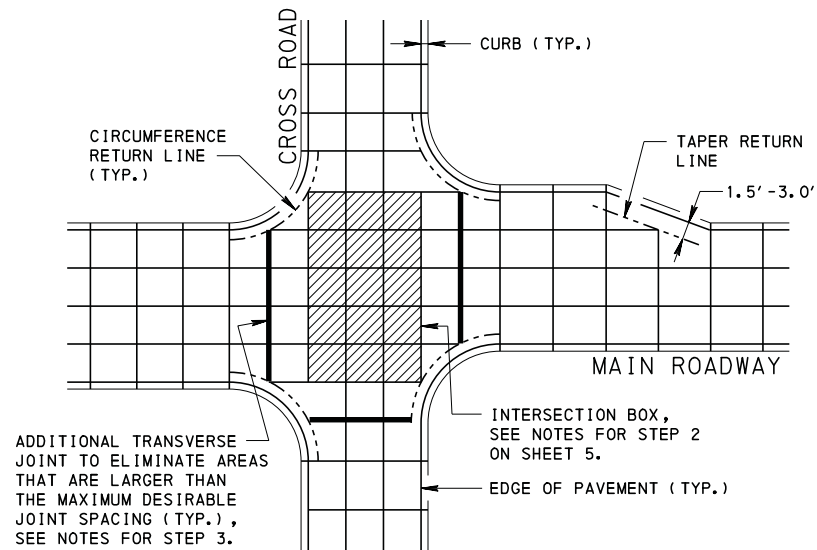 CROSS ROAD
CURB (TYP.)
CIRCUMFERENCE
RETURN LINE
(TYP.)
TAPER RETURN
LINE
1.5'-3.0'
MAIN ROADWAY
ADDITIONAL TRANSVERSE
JOINT TO ELIMINATE AREAS
THAT ARE LARGER THAN
THE MAXIMUM DESIRABLE
JOINT SPACING (TYP.),
SEE NOTES FOR STEP 3.
INTERSECTION BOX,
SEE NOTES FOR STEP 2
ON SHEET 5.
EDGE OF PAVEMENT (TYP.)